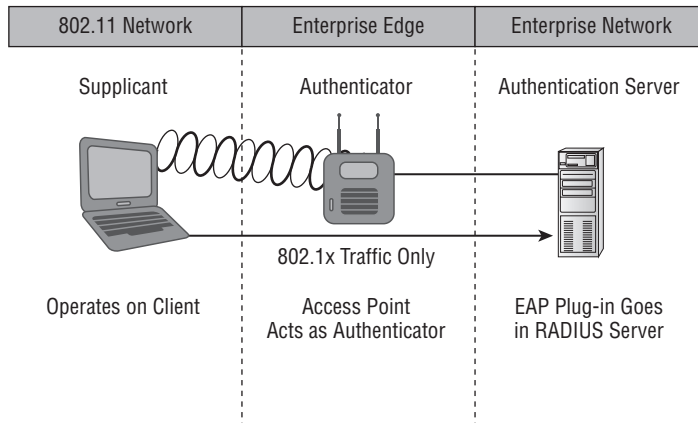 802.11 Network
Enterprise Edge
Enterprise Network
Supplicant
Authenticator
Authentication Server
802.1x Traffic Only
Operates on Client
Access Point
Acts as Authenticator
EAP Plug-in Goes
in RADIUS Server